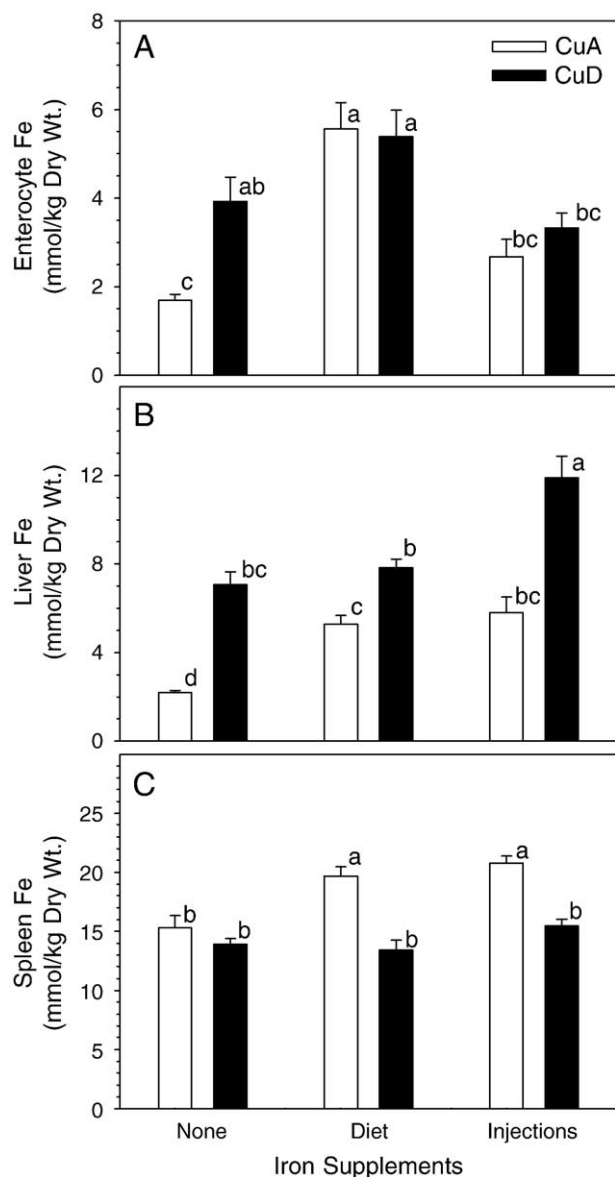 A
CuA
CuD
Enterocyte Fe
(mmol/kg Dry Wt.)
8
6
4
2
0
c
ab
a
a
bc
bc
B
Liver Fe
(mmol/kg Dry Wt.)
12
8
4
0
d
bc
c
b
bc
a
C
Spleen Fe
(mmol/kg Dry Wt.)
25
20
15
10
5
0
b
b
a
b
a
b
None Diet Injections
Iron Supplements